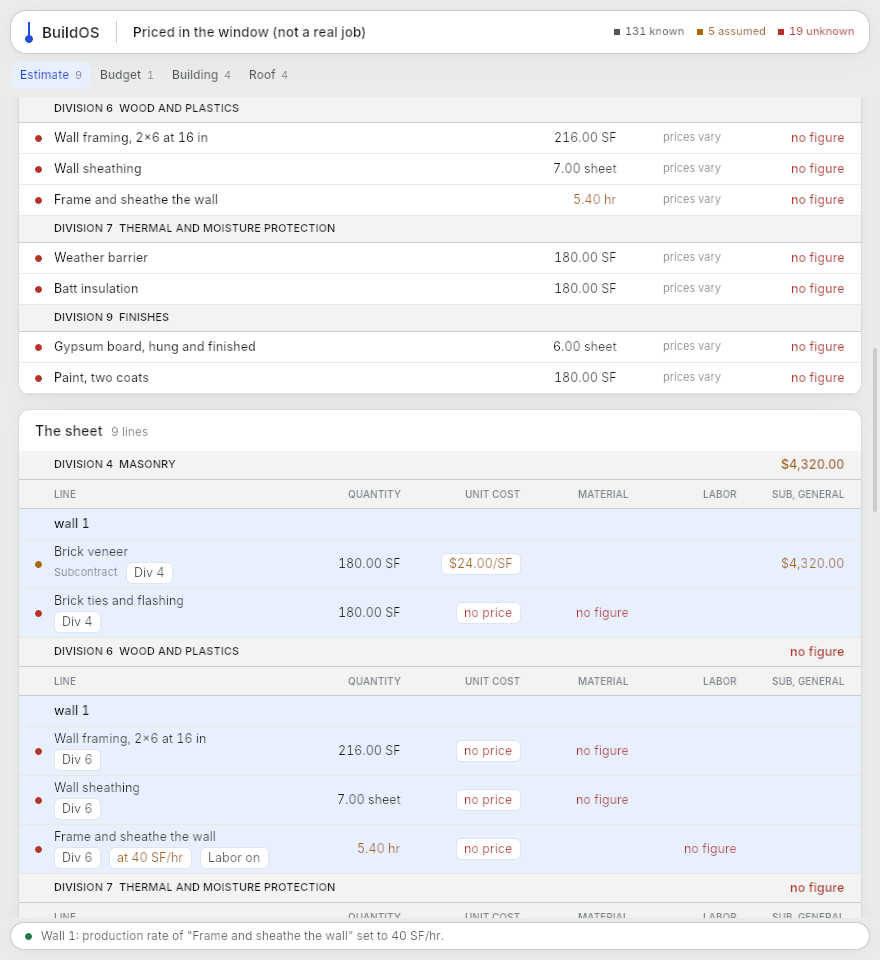 BuildOS Priced in the window (not a real job) 131 known 5 assumed 19 unknown
Estimate 9 Budget 1 Building 4 Roof 4
DIVISION 6 WOOD AND PLASTICS
Wall framing, 2×6 at 16 in 216.00 SF prices vary no figure
Wall sheathing 7.00 sheet prices vary no figure
Frame and sheathe the wall 5.40 hr prices vary no figure
DIVISION 7 THERMAL AND MOISTURE PROTECTION
Weather barrier 180.00 SF prices vary no figure
Batt insulation 180.00 SF prices vary no figure
DIVISION 9 FINISHES
Gypsum board, hung and finished 6.00 sheet prices vary no figure
Paint, two coats 180.00 SF prices vary no figure
The sheet 9 lines
DIVISION 4 MASONRY $4,320.00
LINE QUANTITY UNIT COST MATERIAL LABOR SUB, GENERAL
wall 1
Brick veneer
Subcontract Div 4 180.00 SF $24.00/SF $4,320.00
Brick ties and flashing
Div 4 180.00 SF no price no figure
DIVISION 6 WOOD AND PLASTICS no figure
LINE QUANTITY UNIT COST MATERIAL LABOR SUB, GENERAL
wall 1
Wall framing, 2×6 at 16 in
Div 6 216.00 SF no price no figure
Wall sheathing
Div 6 7.00 sheet no price no figure
Frame and sheathe the wall
Div 6 at 40 SF/hr Labor on 5.40 hr no price no figure
DIVISION 7 THERMAL AND MOISTURE PROTECTION no figure
LINE QUANTITY UNIT COST MATERIAL LABOR SUB, GENERAL
Wall 1: production rate of "Frame and sheathe the wall" set to 40 SF/hr.